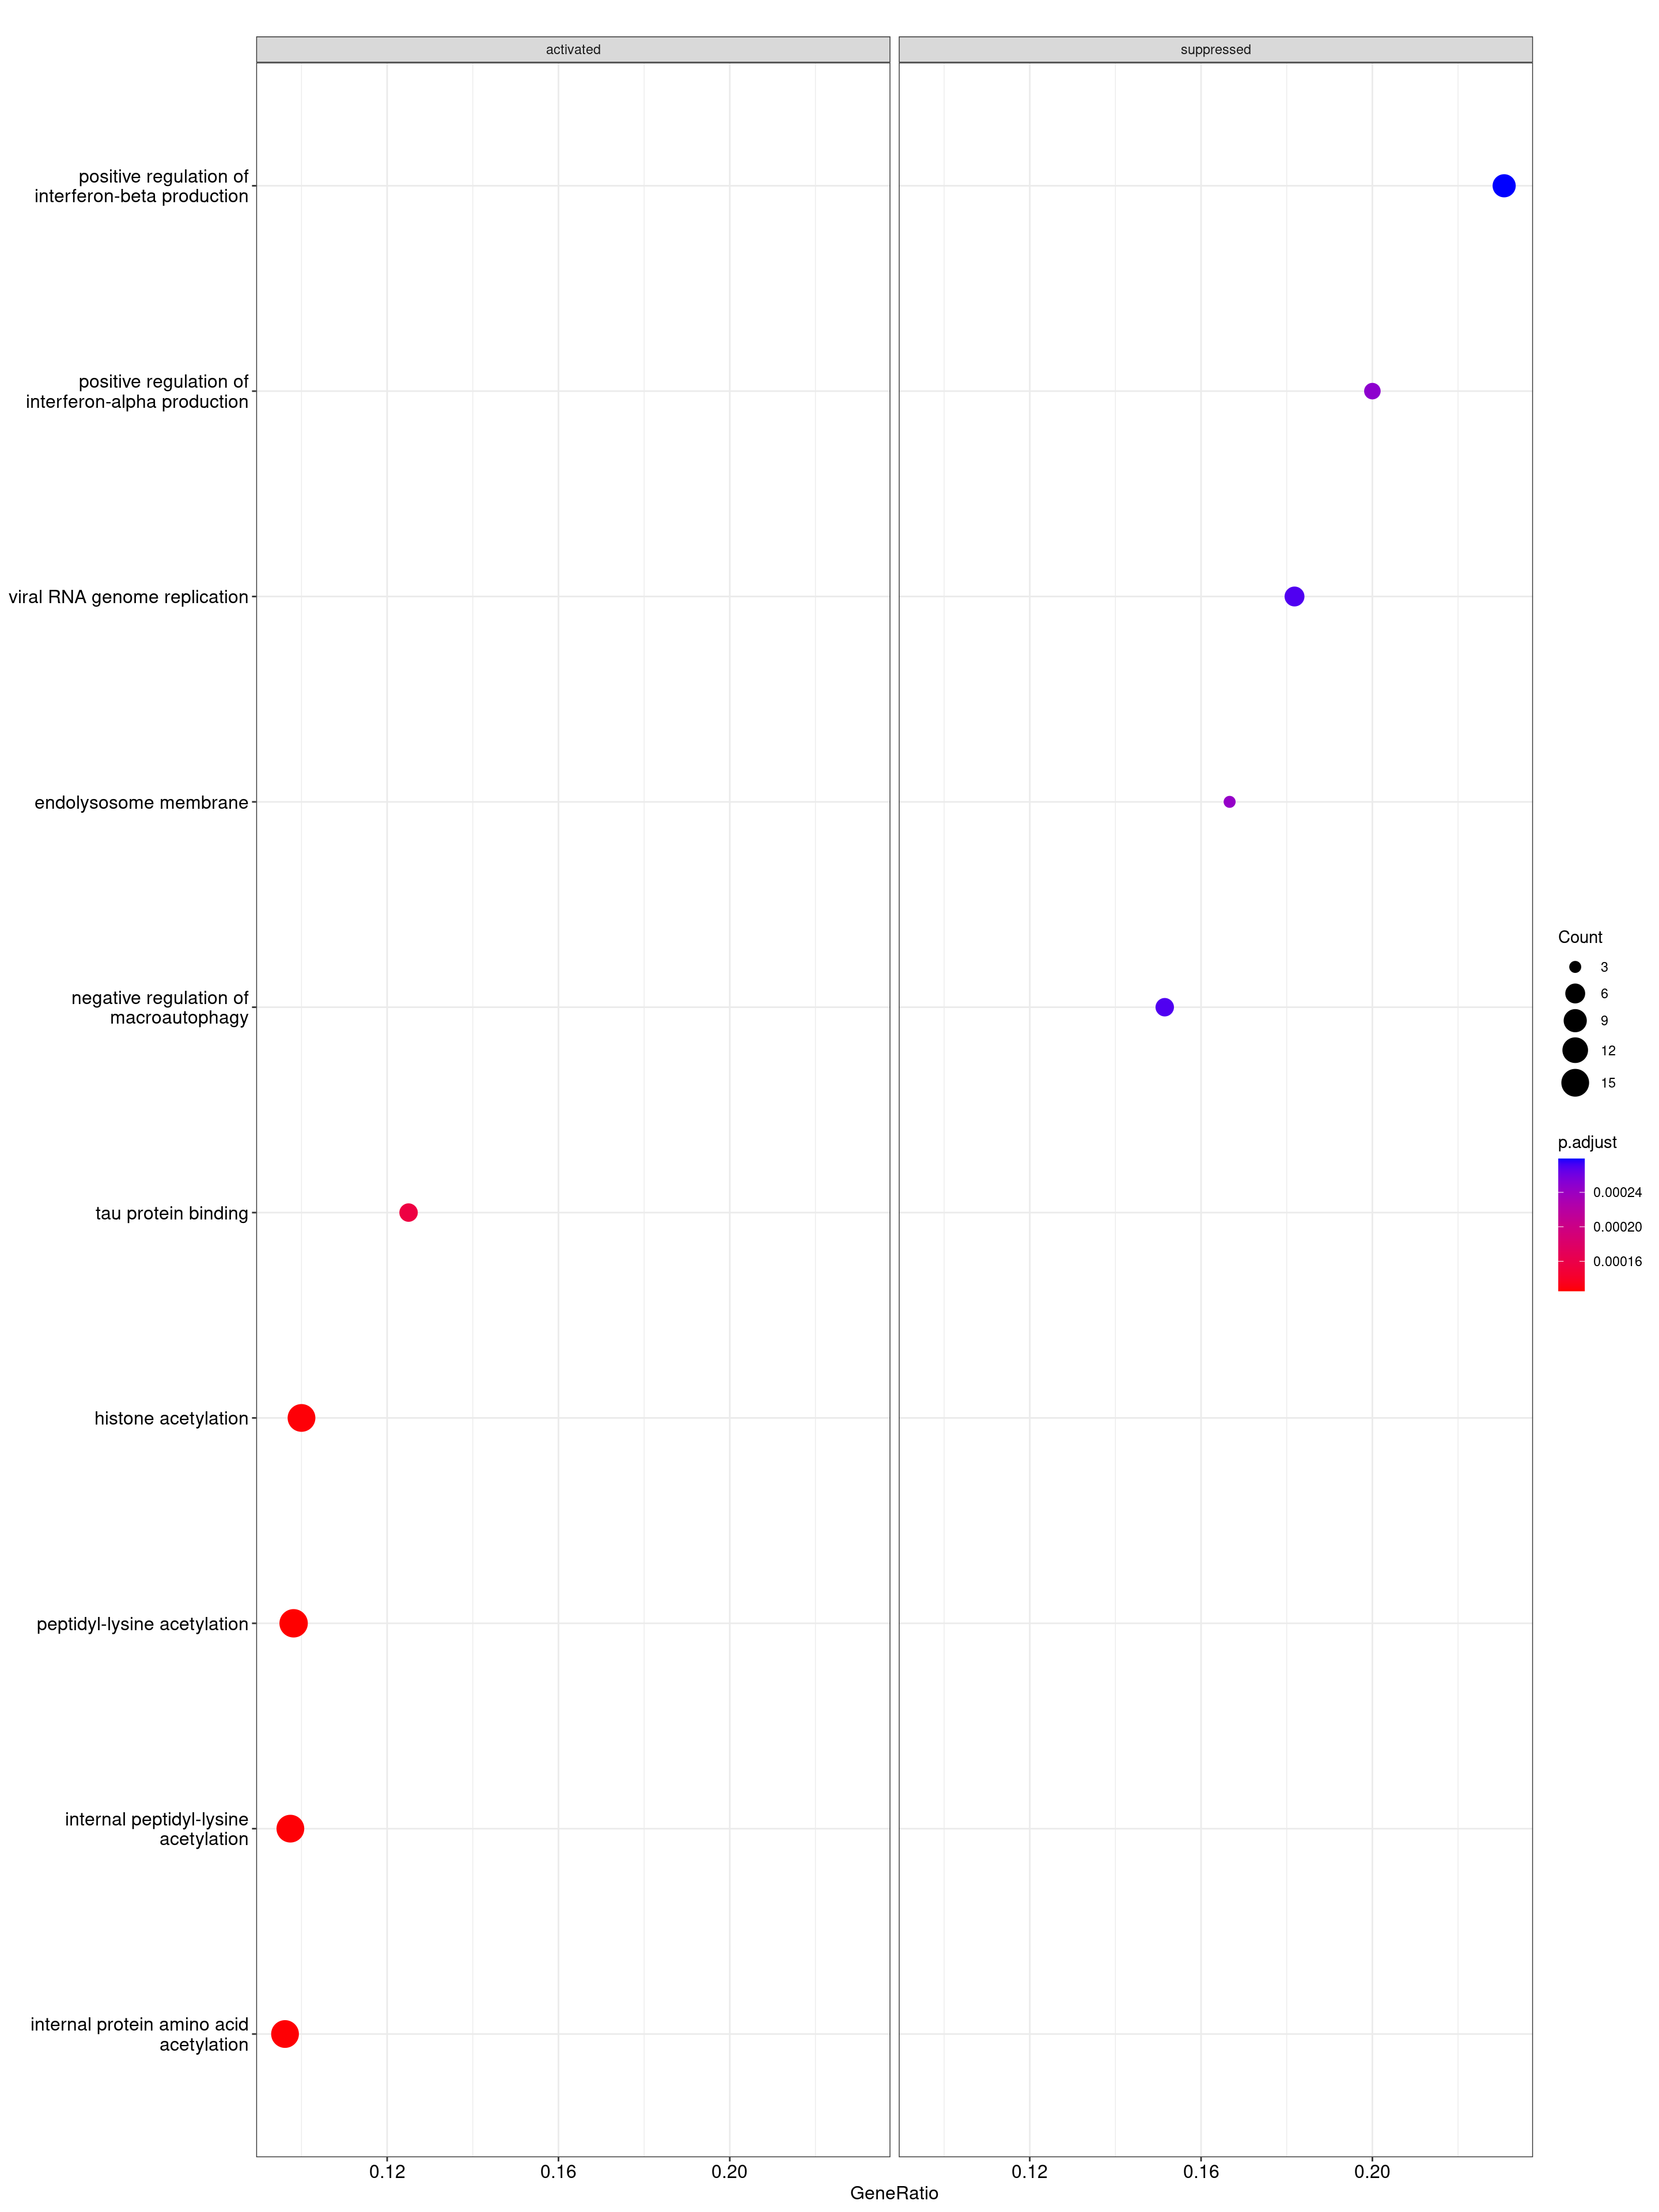 activated
suppressed
positive regulation of
interferon-beta production
positive regulation of
interferon-alpha production
viral RNA genome replication
endolysosome membrane
negative regulation of
macroautophagy
tau protein binding
histone acetylation
peptidyl-lysine acetylation
internal peptidyl-lysine
acetylation
internal protein amino acid
acetylation
0.12
0.16
0.20
0.12
0.16
0.20
GeneRatio
Count
3
6
9
12
15
p.adjust
0.00024
0.00020
0.00016